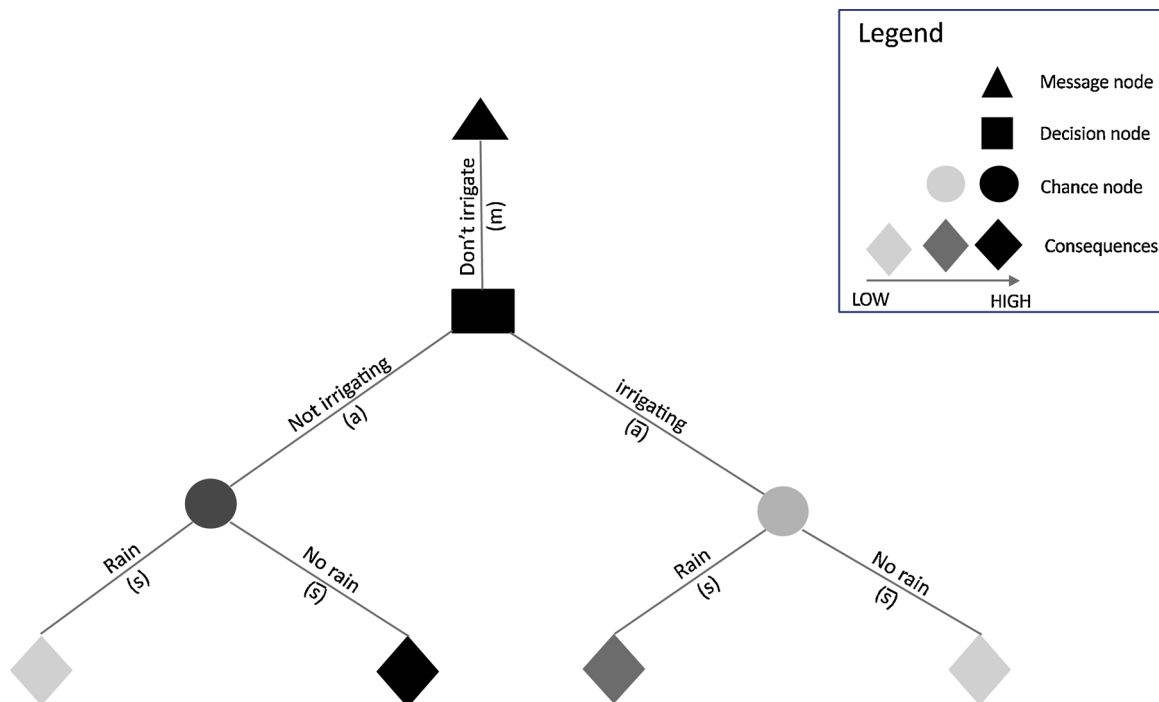 Legend
Message node
Decision node
Chance node
Consequences
LOW
HIGH
Don't irrigate
(m)
Not irrigating
(a)
irrigating
(a̅)
Rain
(s)
No rain
(s̅)
Rain
(s)
No rain
(s̅)